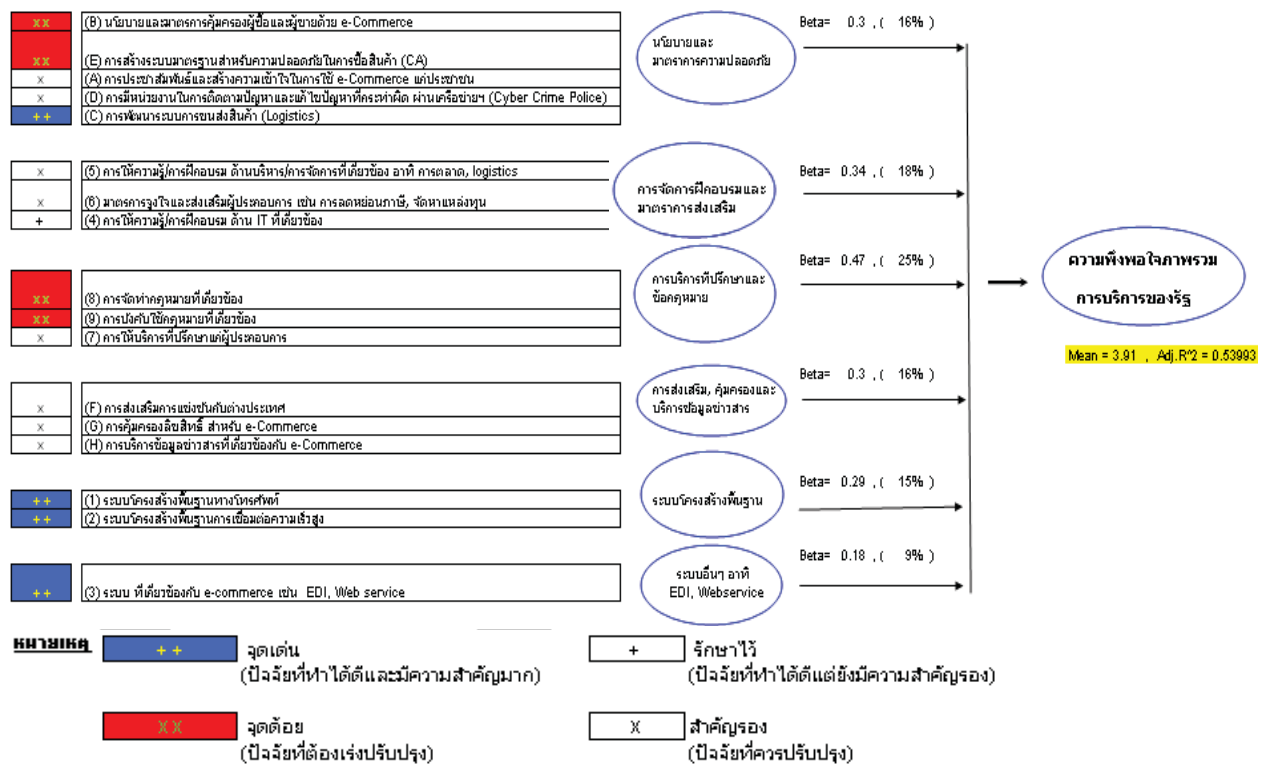 xx (B) นโยบายและมาตรการคุ้มครองผู้ซื้อและผู้ขายด้วย e-Commerce
xx (E) การสร้างระบบมาตรฐานสำหรับความปลอดภัยในการซื้อสินค้า (CA)
x (A) การประชาสัมพันธ์และสร้างความเข้าใจในการใช้ e-Commerce แก่ประชาชน
x (D) การมีหน่วยงานในการติดตามปัญหาและแก้ไขปัญหาที่กระทำผิด ผ่านเครือข่ายฯ (Cyber Crime Police)
++ (C) การพัฒนาระบบการขนส่งสินค้า (Logistics)
นโยบายและ
มาตราการความปลอดภัย
Beta= 0.3 ,( 16% )
x (5) การให้ความรู้/การฝึกอบรม ด้านบริหาร/การจัดการที่เกี่ยวข้อง อาทิ การตลาด, logistics
x (6) มาตรการจูงใจและส่งเสริมผู้ประกอบการ เช่น การลดหย่อนภาษี, จัดหาแหล่งทุน
+ (4) การให้ความรู้/การฝึกอบรม ด้าน IT ที่เกี่ยวข้อง
การจัดการฝึกอบรมและ
มาตราการส่งเสริม
Beta= 0.34 ,( 18% )
xx (8) การจัดทำกฎหมายที่เกี่ยวข้อง
xx (9) การบังคับใช้กฎหมายที่เกี่ยวข้อง
x (7) การให้บริการที่ปรึกษาแก่ผู้ประกอบการ
การบริการที่ปรึกษาและ
ข้อกฎหมาย
Beta= 0.47 ,( 25% )
x (F) การส่งเสริมการแข่งขันกับต่างประเทศ
x (G) การคุ้มครองลิขสิทธิ์ สำหรับ e-Commerce
x (H) การบริการข้อมูลข่าวสารที่เกี่ยวข้องกับ e-Commerce
การส่งเสริม, คุ้มครองและ
บริการข้อมูลข่าวสาร
Beta= 0.3 ,( 16% )
++ (1) ระบบโครงสร้างพื้นฐานทางโทรศัพท์
++ (2) ระบบโครงสร้างพื้นฐานการเชื่อมต่อความเร็วสูง
ระบบโครงสร้างพื้นฐาน
Beta= 0.29 ,( 15% )
++ (3) ระบบ ที่เกี่ยวข้องกับ e-commerce เช่น EDI, Web service
ระบบอื่นๆ อาทิ
EDI, Webservice
Beta= 0.18 ,( 9% )
ความพึงพอใจภาพรวม
การบริการของรัฐ
Mean = 3.91 , Adj.R^2 = 0.53993
หมายเหตุ
++ จุดเด่น
(ปัจจัยที่ทำได้ดีและมีความสำคัญมาก)
+ รักษาไว้
(ปัจจัยที่ทำได้ดีแต่ยังมีความสำคัญรอง)
XX จุดด้อย
(ปัจจัยที่ต้องเร่งปรับปรุง)
X สำคัญรอง
(ปัจจัยที่ควรปรับปรุง)